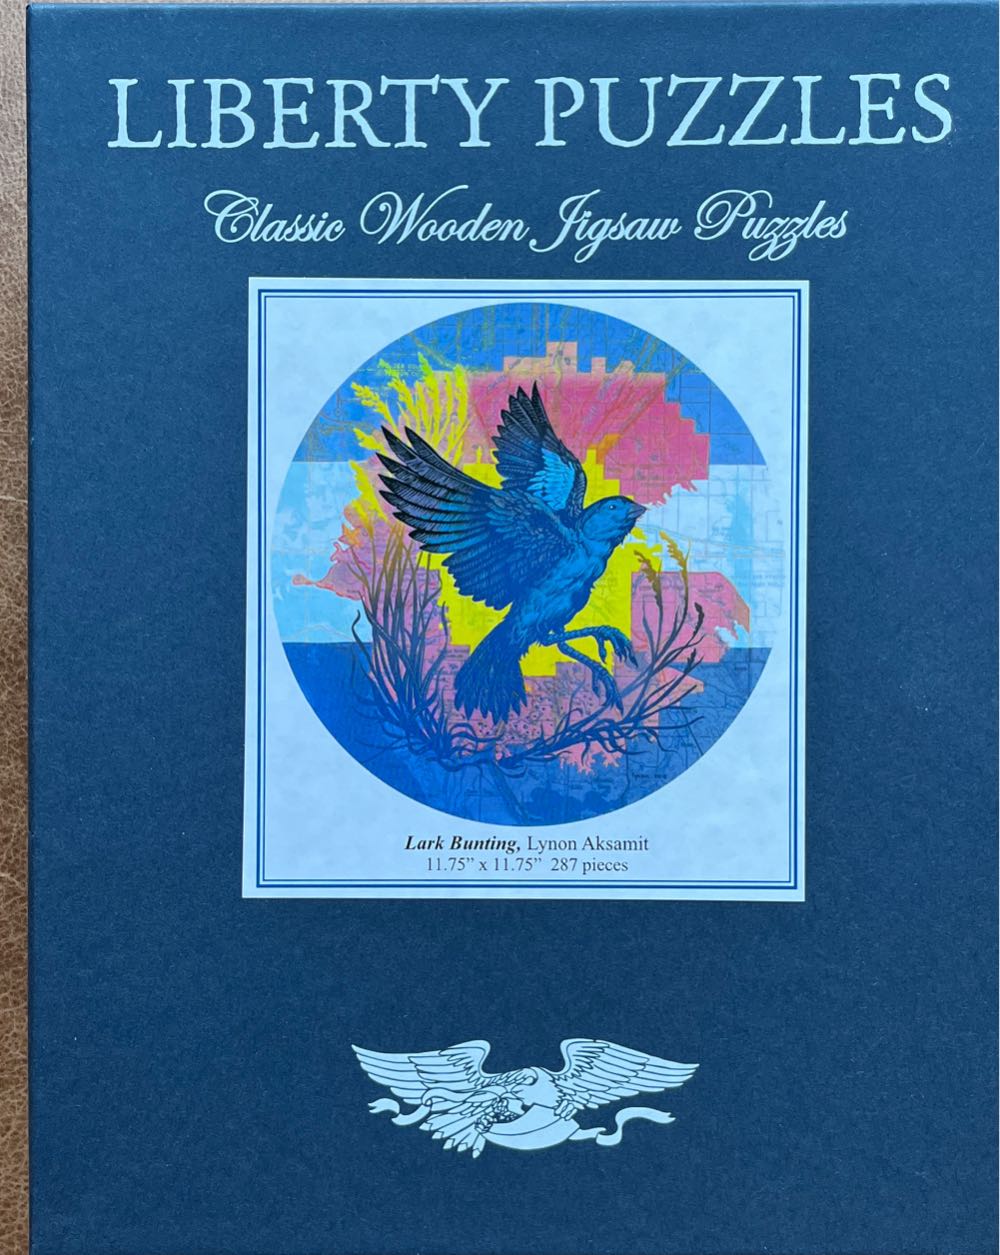 LIBERTY PUZZLES
Classic Wooden Jigsaw Puzzles
Lark Bunting, Lynon Aksamit
11.75” x 11.75” 287 pieces